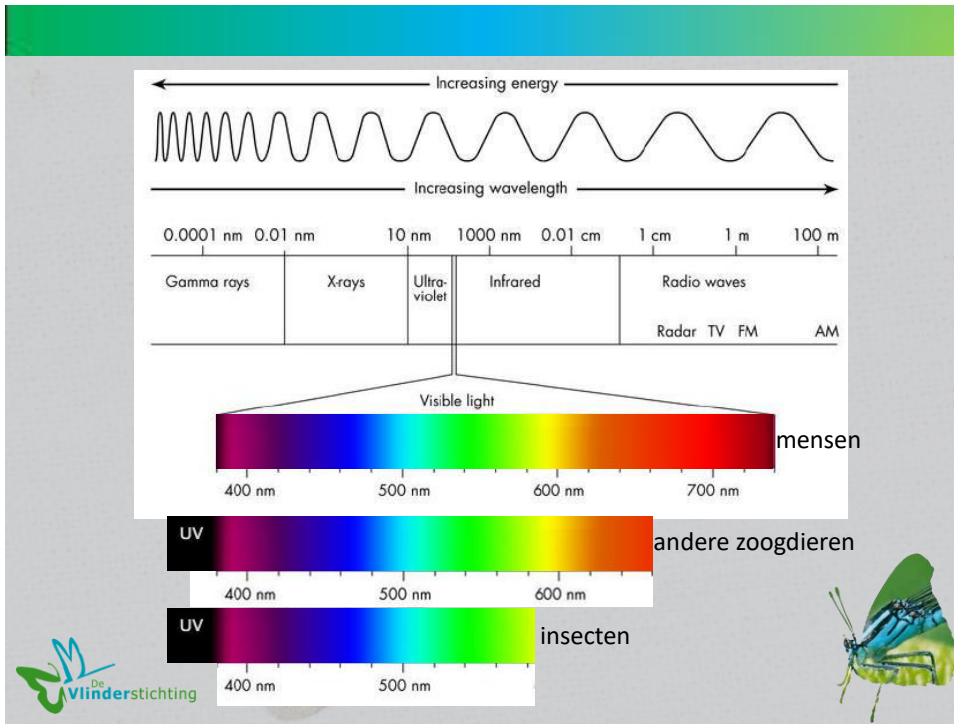 Increasing energy
Increasing wavelength
0.0001 nm 0.01 nm 10 nm 1000 nm 0.01 cm 1 cm 1 m 100 m
Gamma rays X-rays Ultra- Infrared Radio waves
violet
Radar TV FM AM
Visible light
mensen
400 nm 500 nm 600 nm 700 nm
UV andere zoogdieren
400 nm 500 nm 600 nm
UV insecten
400 nm 500 nm
De
Vlinderstichting